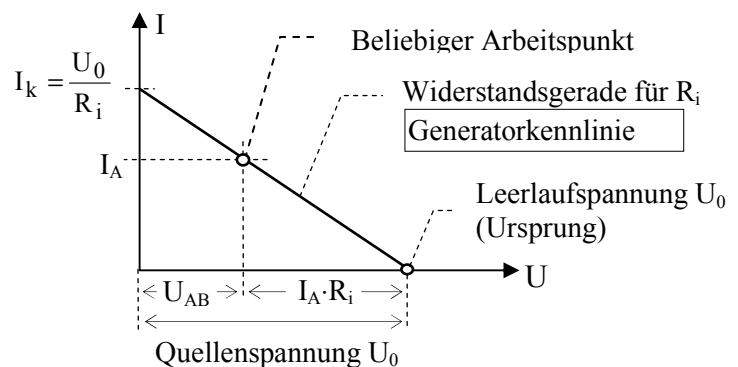 I
Beliebiger Arbeitspunkt
I_k = U_0 / R_i
Widerstandsgerade für R_i
Generatorkennlinie
I_A
Leerlaufspannung U_0
(Ursprung)
U
U_AB
I_A·R_i
Quellenspannung U_0